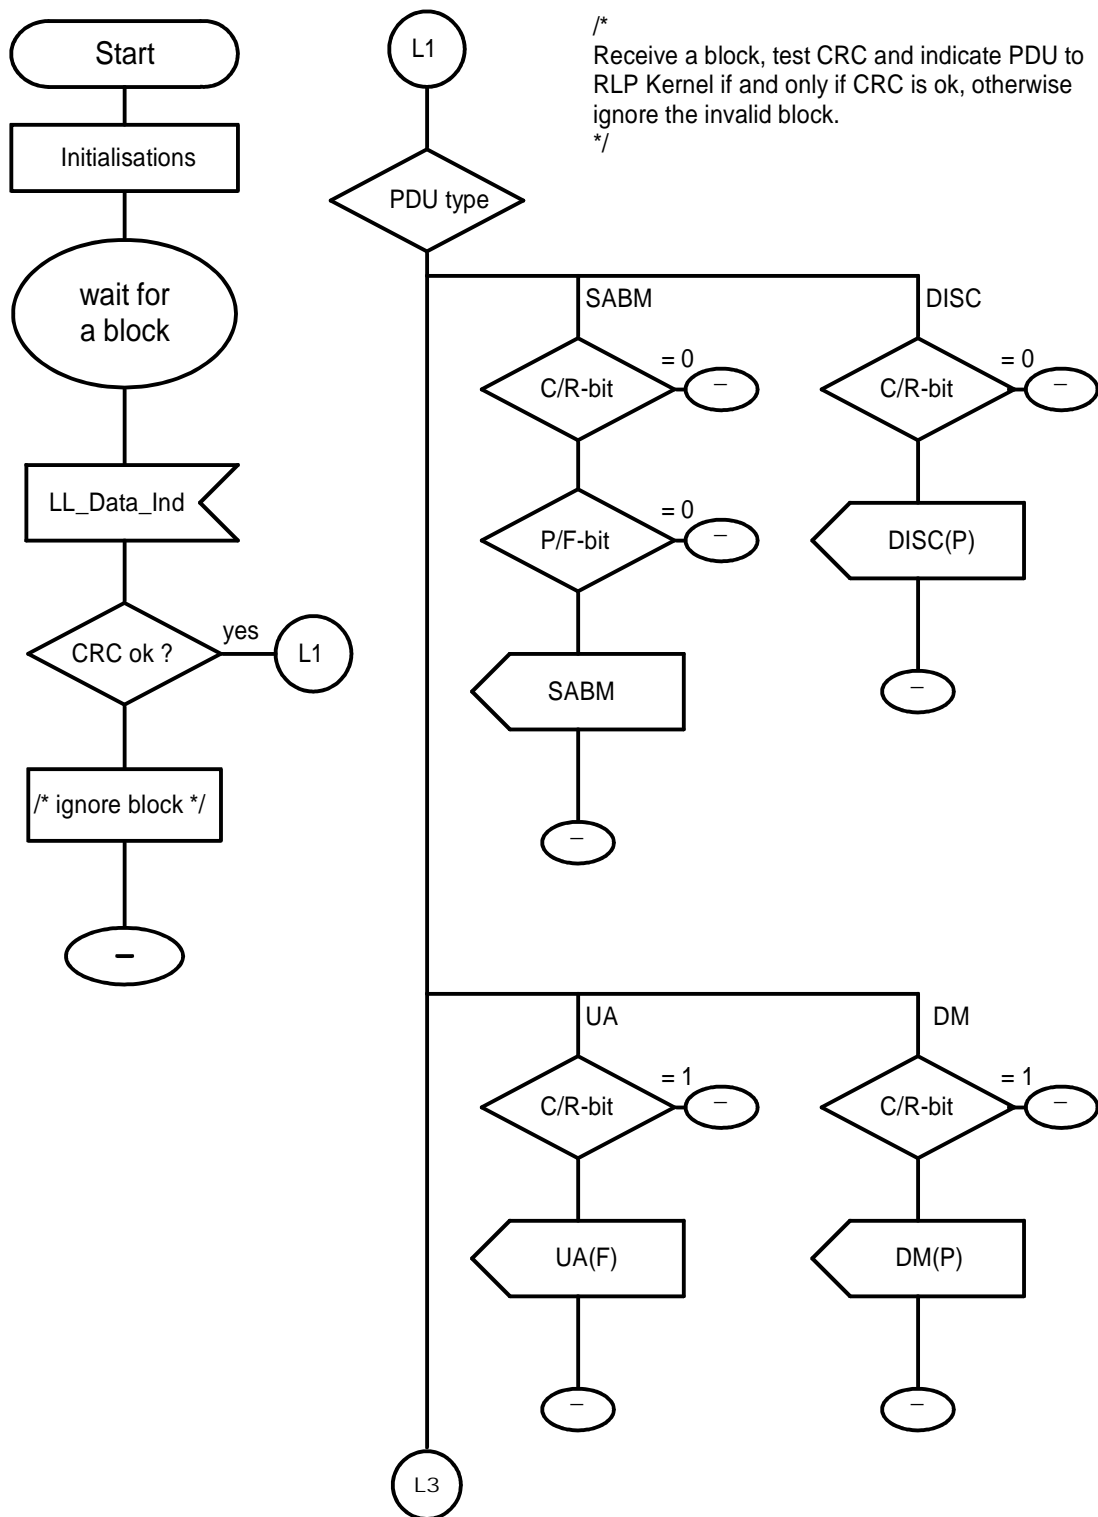 Start
Initialisations
wait for
a block
LL_Data_Ind
CRC ok ?
yes
L1
/* ignore block */
–
L1
/*
Receive a block, test CRC and indicate PDU to
RLP Kernel if and only if CRC is ok, otherwise
ignore the invalid block.
*/
PDU type
SABM
C/R-bit
= 0
–
P/F-bit
= 0
–
SABM
–
DISC
C/R-bit
= 0
–
DISC(P)
–
UA
C/R-bit
= 1
–
UA(F)
–
DM
C/R-bit
= 1
–
DM(P)
–
L3